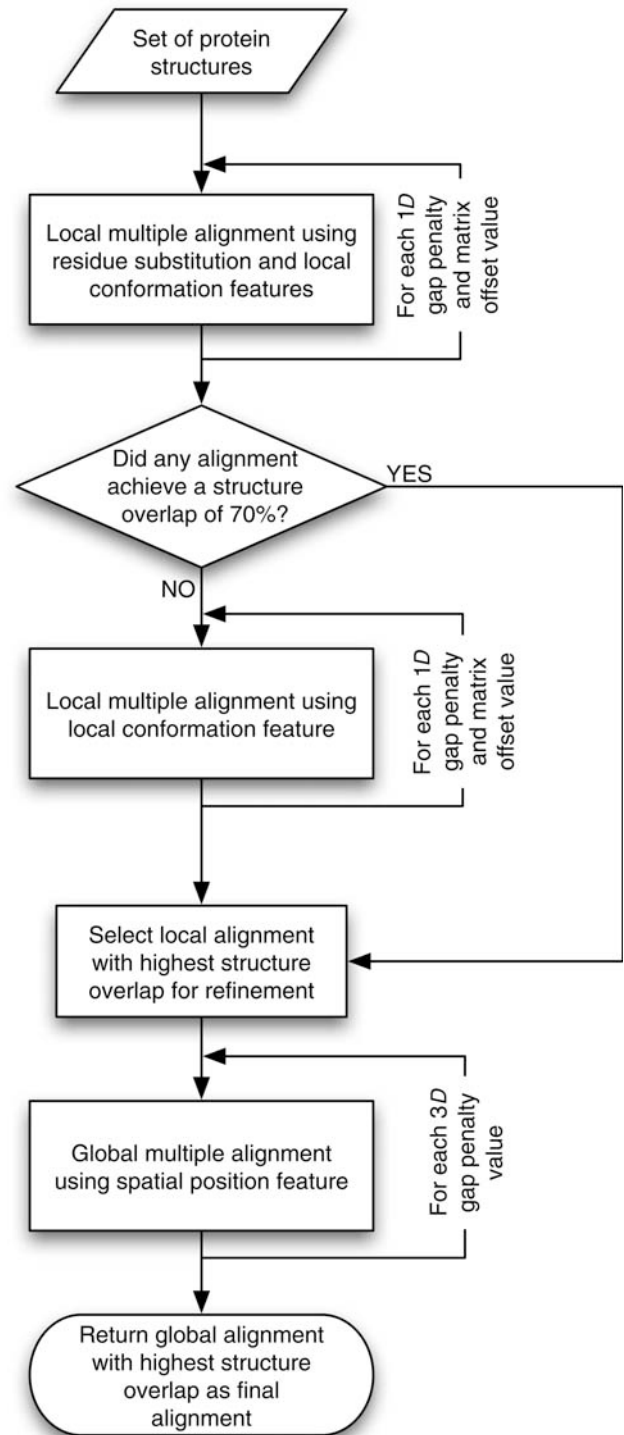 Set of protein
structures
Local multiple alignment using
residue substitution and local
conformation features
For each 1D
gap penalty
and matrix
offset value
Did any alignment
achieve a structure
overlap of 70%?
YES
NO
Local multiple alignment using
local conformation feature
For each 1D
gap penalty
and matrix
offset value
Select local alignment
with highest structure
overlap for refinement
Global multiple alignment
using spatial position feature
For each 3D
gap penalty
value
Return global alignment
with highest structure
overlap as final
alignment